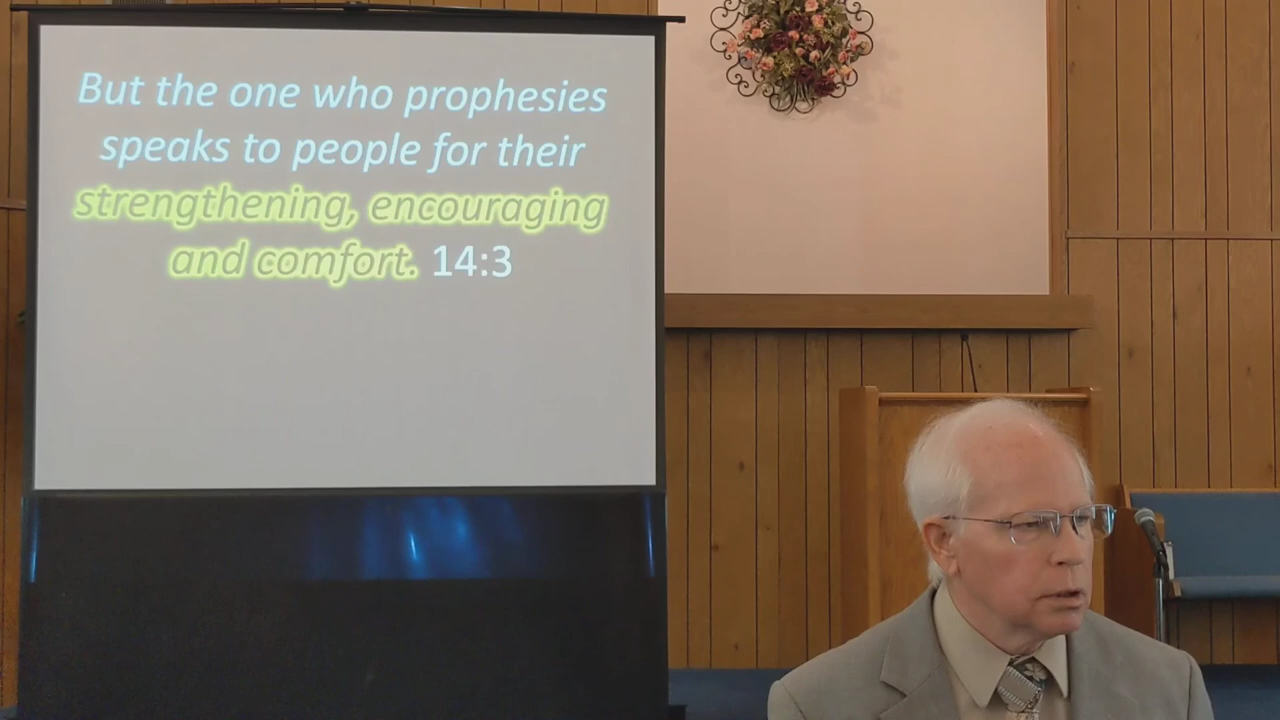 But the one who prophesies
speaks to people for their
strengthening, encouraging
and comfort. 14:3